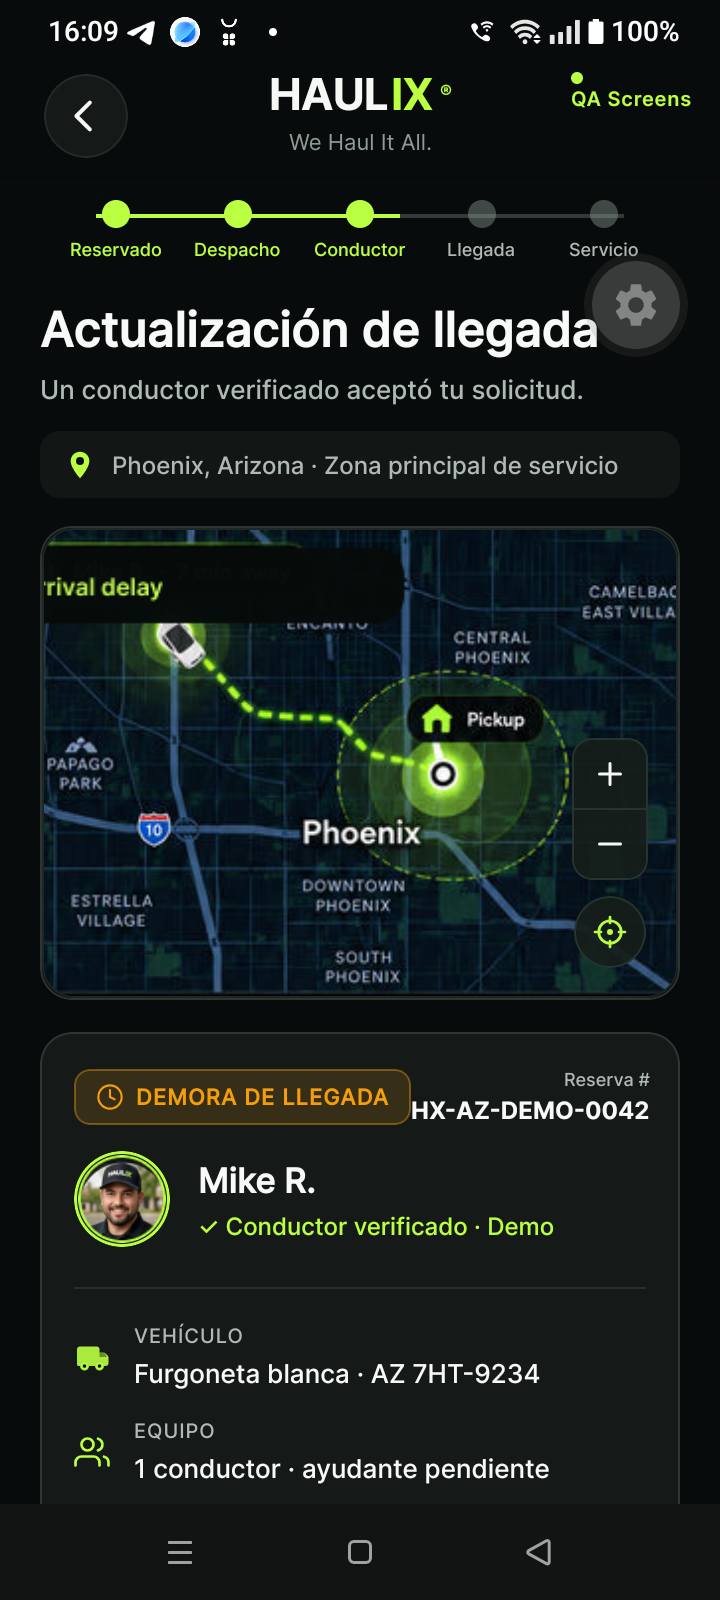 16:09
100%
HAULIX ®
We Haul It All.
QA Screens
Reservado
Despacho
Conductor
Llegada
Servicio
Actualización de llegada
Un conductor verificado aceptó tu solicitud.
Phoenix, Arizona · Zona principal de servicio
rrival delay
ENCANTO
CAMELBAC
EAST VILLA
CENTRAL
PHOENIX
Pickup
PAPAGO
PARK
10
Phoenix
DOWNTOWN
PHOENIX
ESTRELLA
VILLAGE
SOUTH
PHOENIX
DEMORA DE LLEGADA
Reserva #
HX-AZ-DEMO-0042
Mike R.
✓ Conductor verificado · Demo
VEHÍCULO
Furgoneta blanca · AZ 7HT-9234
EQUIPO
1 conductor · ayudante pendiente